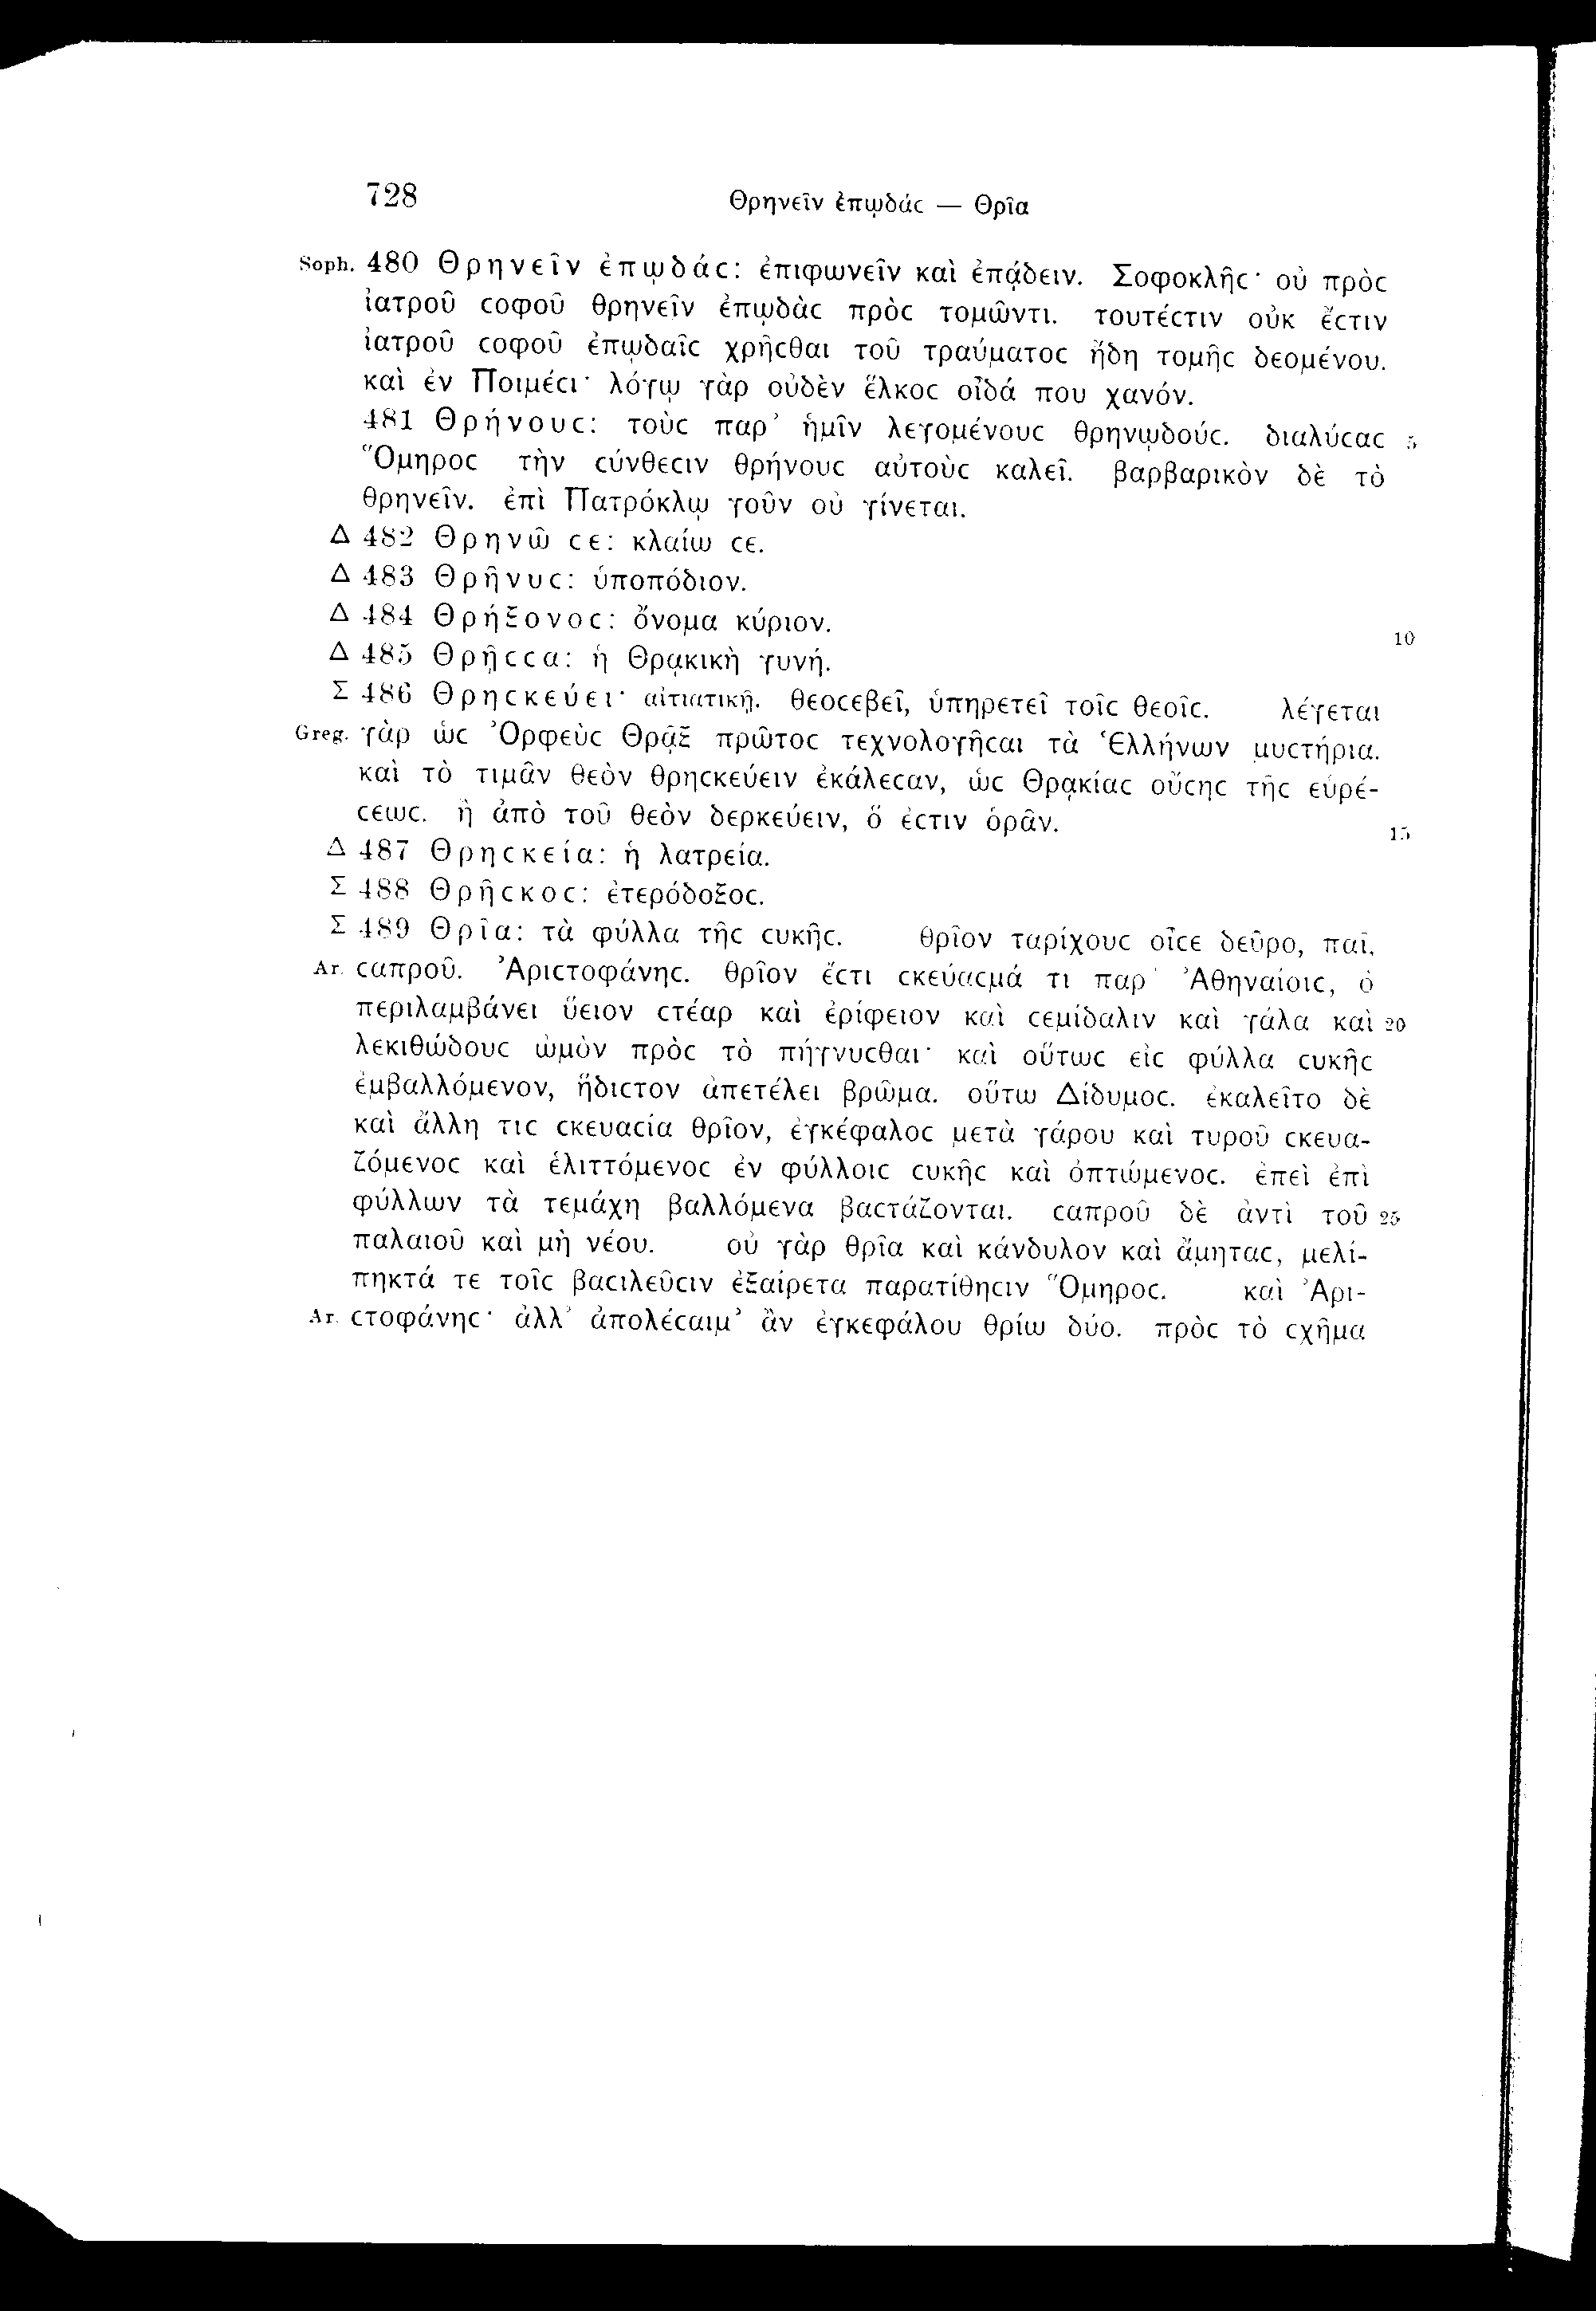 728 Θρηνεῖν ἐπῳδάϲ — Θρῖα
Soph. 480 Θρηνεῖν ἐπῳδάϲ: ἐπιφωνεῖν καὶ ἐπᾴδειν. Σοφοκλῆϲ· οὐ πρὸϲ
ἰατροῦ ϲοφοῦ θρηνεῖν ἐπῳδὰϲ πρὸϲ τομῶντι. τουτέϲτιν οὐκ ἔϲτιν
ἰατροῦ ϲοφοῦ ἐπῳδαῖϲ χρῆϲθαι τοῦ τραύματοϲ ἤδη τομῆϲ δεομένου.
καὶ ἐν Ποιμέϲι· λόγῳ γὰρ οὐδὲν ἕλκοϲ οἶδά που χανόν.
481 Θρήνουϲ: τοὺϲ παρ’ ἡμῖν λεγομένουϲ θρηνῳδούϲ. διαλύϲαϲ 5
Ὅμηροϲ τὴν ϲύνθεϲιν θρήνουϲ αὐτοὺϲ καλεῖ. βαρβαρικὸν δὲ τὸ
θρηνεῖν. ἐπὶ Πατρόκλῳ γοῦν οὐ γίνεται.
Δ 482 Θρηνῶ ϲε: κλαίω ϲε.
Δ 483 Θρῆνυϲ: ὑποπόδιον.
Δ 484 Θρήξονοϲ: ὄνομα κύριον. 10
Δ 485 Θρῇϲϲα: ἡ Θρᾳκικὴ γυνή.
Σ 486 Θρηϲκεύει· αἰτιατικῇ. θεοϲεβεῖ, ὑπηρετεῖ τοῖϲ θεοῖϲ. λέγεται
Greg. γὰρ ὡϲ Ὀρφεὺϲ Θρᾷξ πρῶτοϲ τεχνολογῆϲαι τὰ Ἑλλήνων μυϲτήρια.
καὶ τὸ τιμᾶν θεὸν θρηϲκεύειν ἐκάλεϲαν, ὡϲ Θρᾳκίαϲ οὔϲηϲ τῆϲ εὑρέ-
ϲεωϲ. ἢ ἀπὸ τοῦ θεὸν δερκεύειν, ὅ ἐϲτιν ὁρᾶν. 15
Δ 487 Θρηϲκεία: ἡ λατρεία.
Σ 488 Θρῆϲκοϲ: ἑτερόδοξοϲ.
Σ 489 Θρῖα: τὰ φύλλα τῆϲ ϲυκῆϲ. θρῖον ταρίχουϲ οἶϲε δεῦρο, παῖ,
Ar. ϲαπροῦ. Ἀριϲτοφάνηϲ. θρῖον ἔϲτι ϲκεύαϲμά τι παρ’ Ἀθηναίοιϲ, ὃ
περιλαμβάνει ὕειον ϲτέαρ καὶ ἐρίφειον καὶ ϲεμίδαλιν καὶ γάλα καὶ 20
λεκιθώδουϲ ὠμὸν πρὸϲ τὸ πήγνυϲθαι· καὶ οὕτωϲ εἰϲ φύλλα ϲυκῆϲ
ἐμβαλλόμενον, ἥδιϲτον ἀπετέλει βρῶμα. οὕτω Δίδυμοϲ. ἐκαλεῖτο δὲ
καὶ ἄλλη τιϲ ϲκευαϲία θρῖον, ἐγκέφαλοϲ μετὰ γάρου καὶ τυροῦ ϲκευα-
ζόμενοϲ καὶ ἑλιττόμενοϲ ἐν φύλλοιϲ ϲυκῆϲ καὶ ὀπτώμενοϲ. ἐπεὶ ἐπὶ
φύλλων τὰ τεμάχη βαλλόμενα βαϲτάζονται. ϲαπροῦ δὲ ἀντὶ τοῦ 25
παλαιοῦ καὶ μὴ νέου. οὐ γὰρ θρῖα καὶ κάνδυλον καὶ ἄμηταϲ, μελί-
πηκτά τε τοῖϲ βαϲιλεῦϲιν ἐξαίρετα παρατίθηϲιν Ὅμηροϲ. καὶ Ἀρι-
Ar. ϲτοφάνηϲ· ἀλλ’ ἀπολέϲαιμ’ ἂν ἐγκεφάλου θρίω δύο. πρὸϲ τὸ ϲχῆμα